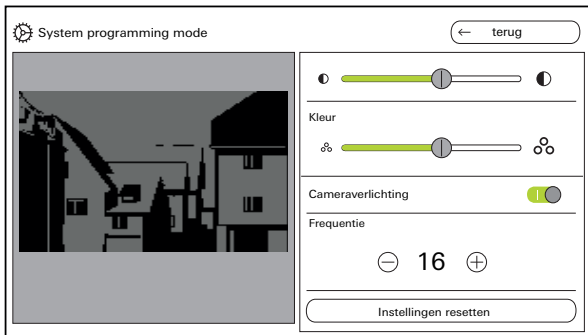 System programming mode
← terug
Kleur
Cameraverlichting
Frequentie
16
Instellingen resetten